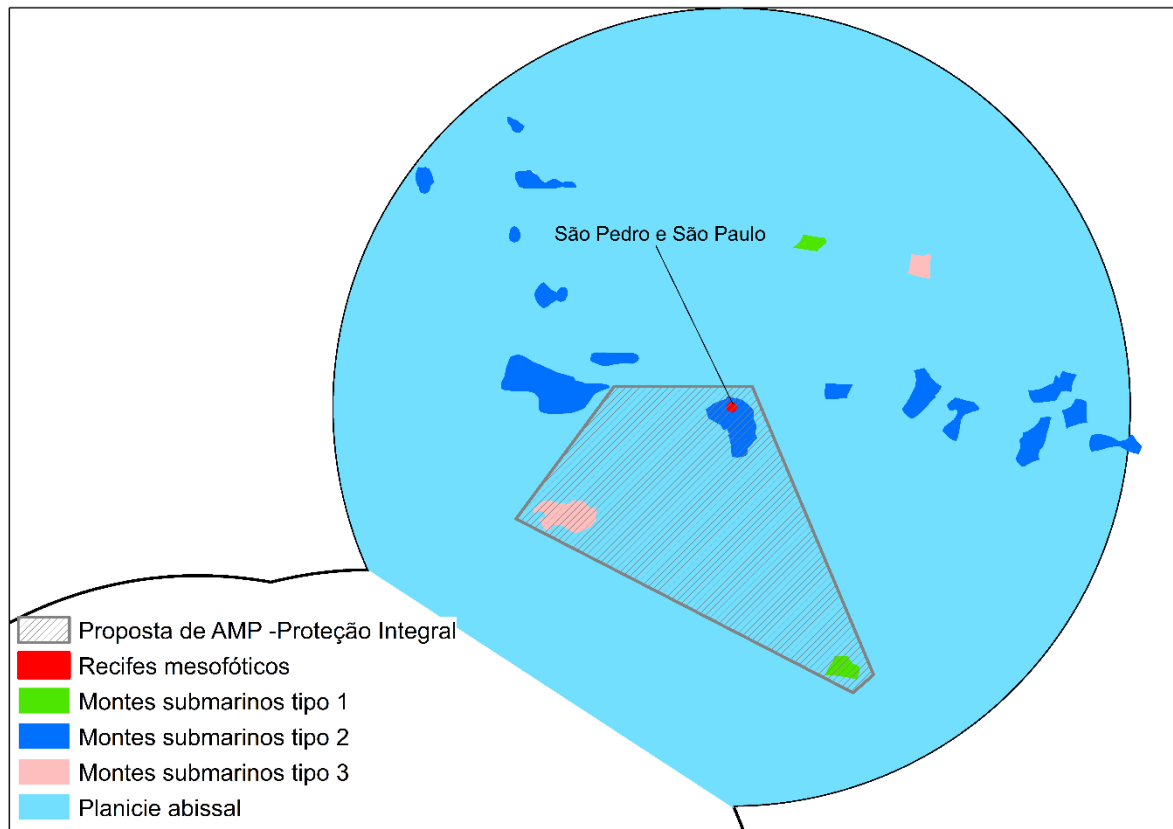 São Pedro e São Paulo
Proposta de AMP -Proteção Integral
Recifes mesofóticos
Montes submarinos tipo 1
Montes submarinos tipo 2
Montes submarinos tipo 3
Planicie abissal